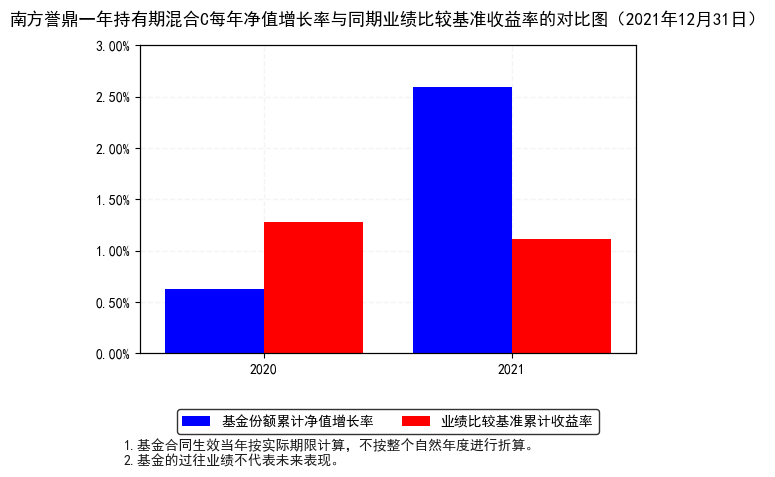 南方誉鼎一年持有期混合C每年净值增长率与同期业绩比较基准收益率的对比图（2021年12月31日）
3.00%
2.50%
2.00%
1.50%
1.00%
0.50%
0.00%
2020 2021
基金份额累计净值增长率 业绩比较基准累计收益率
1.基金合同生效当年按实际期限计算，不按整个自然年度进行折算。
2.基金的过往业绩不代表未来表现。